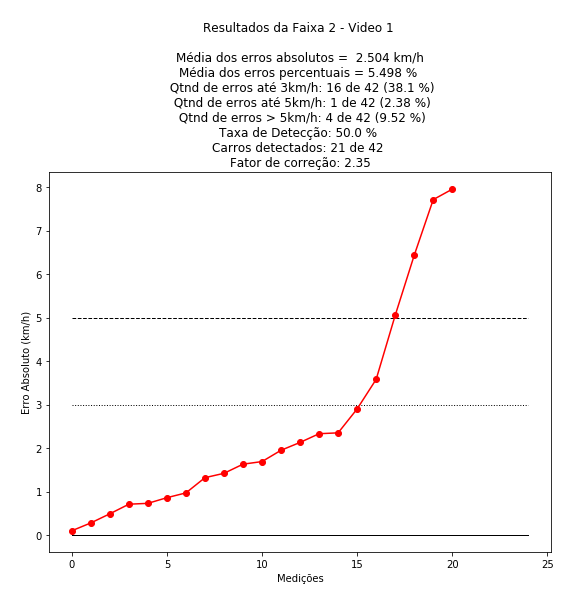 Resultados da Faixa 2 - Video 1
Média dos erros absolutos =  2.504 km/h
Média dos erros percentuais = 5.498 %
Qtnd de erros até 3km/h: 16 de 42 (38.1 %)
Qtnd de erros até 5km/h: 1 de 42 (2.38 %)
Qtnd de erros > 5km/h: 4 de 42 (9.52 %)
Taxa de Detecção: 50.0 %
Carros detectados: 21 de 42
Fator de correção: 2.35
8
7
6
5
4
3
2
1
0
Erro Absoluto (km/h)
0 5 10 15 20 25
Medições